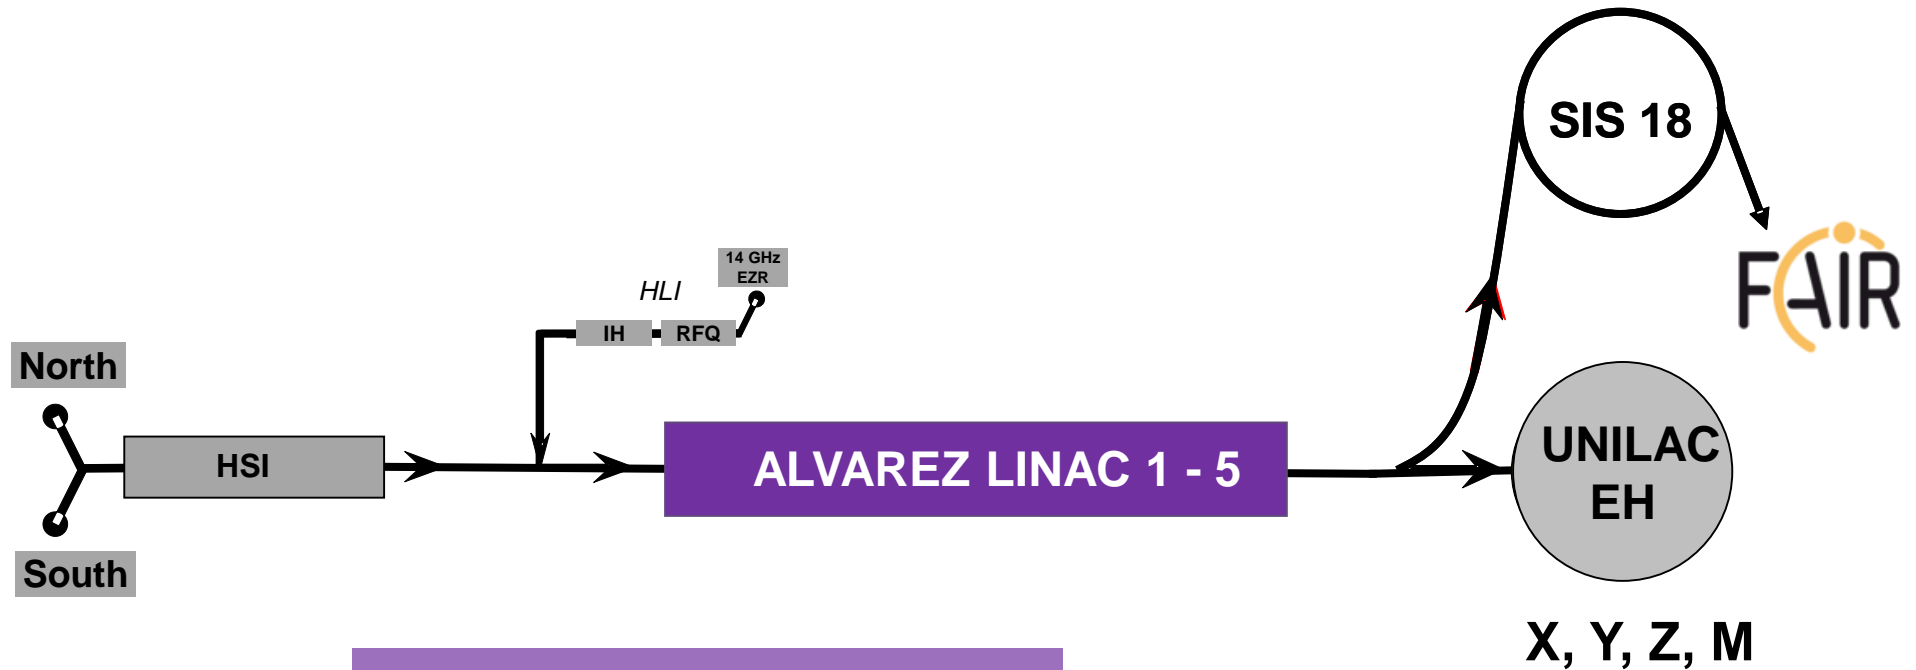 SIS 18
14 GHz
EZR
HLI
FAIR
IH
RFQ
North
HSI
ALVAREZ LINAC 1 - 5
UNILAC
EH
South
X, Y, Z, M